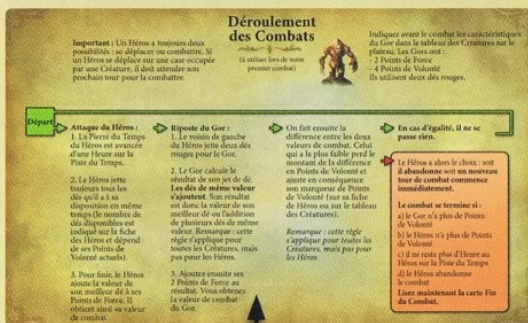 Déroulement
des Combats
(à utiliser lors de votre
premier combat)
Important : Un Héros a toujours deux
possibilités : se déplacer ou combattre. Si
un Héros se déplace sur une case occupée
par une Créature, il doit attendre son
prochain tour pour la combattre.
Indiquez avant le combat les caractéristiques
du Gor dans le tableau des Créatures sur le
plateau. Les Gors ont :
- 2 Points de Force
- 4 Points de Volonté
Ils utilisent deux dés rouges.
Départ
Attaque du Héros :
1. La Pierre du Temps
du Héros est avancée
d'une Heure sur la
Piste du Temps.
2. Le Héros jette
toujours tous les
dés qu'il a à sa
disposition en même
temps (le nombre de
dés disponibles est
indiqué sur la fiche
des Héros et dépend
de ses Points de
Volonté actuels).
3. Pour finir, le Héros
ajoute la valeur de
son meilleur dé à ses
Points de Force. Il
obtient ainsi sa valeur
de combat.
Riposte du Gor :
1. Le voisin de gauche
du Héros jette deux dés
rouges pour le Gor.
2. Le Gor calcule le
résultat de son jet de dé.
Les dés de même valeur
s'ajoutent. Son résultat
est donc la valeur de son
meilleur dé ou l'addition
de plusieurs dés de même
valeur. Remarque : cette
règle s'applique pour
toutes les Créatures, mais
pas pour les Héros.
3. Ajoutez ensuite ses
2 Points de Force au
résultat. Vous obtenez
la valeur de combat
du Gor.
On fait ensuite la
différence entre les deux
valeurs de combat. Celui
qui a la plus faible perd le
montant de la différence
en Points de Volonté et
ajuste en conséquence
son marqueur de Points
de Volonté (sur sa fiche
de Héros ou sur le tableau
des Créatures).
Remarque : cette règle
s'applique pour toutes les
Créatures, mais pas pour
les Héros.
En cas d'égalité, il ne se
passe rien.
Le Héros a alors le choix : soit
il abandonne soit un nouveau
tour de combat commence
immédiatement.
Le combat se termine si :
a) le Gor n'a plus de Points
de Volonté
b) le Héros n'a plus de Points
de Volonté
c) il ne reste plus d'Heure au
Héros sur la Piste du Temps
d) le Héros abandonne
le combat
Lisez maintenant la carte Fin
du Combat.